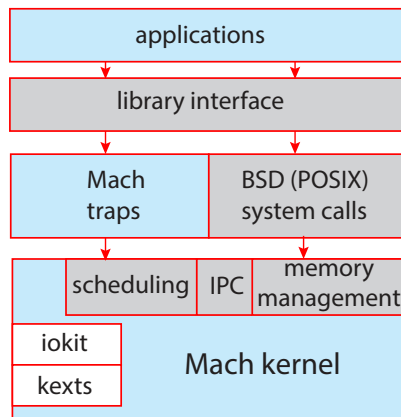 applications
library interface
Mach
traps
BSD (POSIX)
system calls
scheduling
IPC
memory
management
iokit
kexts
Mach kernel